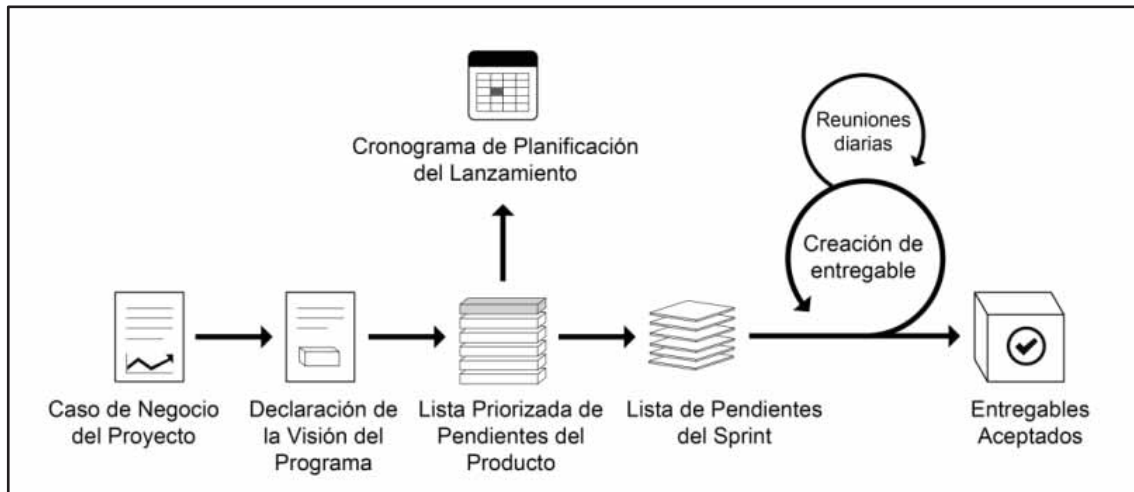 Cronograma de Planificación
del Lanzamiento
Reuniones
diarias
Creación de
entregable
Caso de Negocio
del Proyecto
Declaración de
la Visión del
Programa
Lista Priorizada de
Pendientes del
Producto
Lista de Pendientes
del Sprint
Entregables
Aceptados